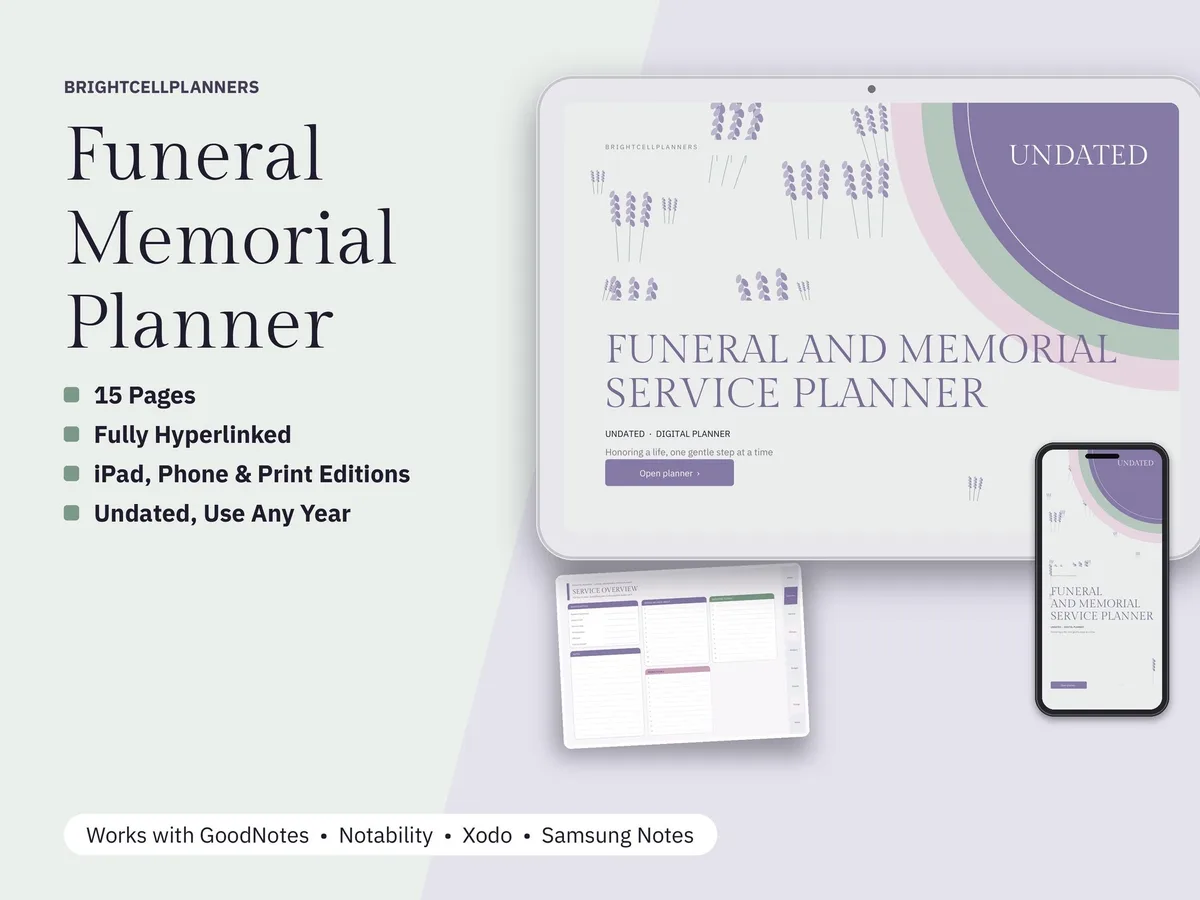 BRIGHTCELLPLANNERS
Funeral
Memorial
Planner
15 Pages
Fully Hyperlinked
iPad, Phone & Print Editions
Undated, Use Any Year
Works with GoodNotes • Notability • Xodo • Samsung Notes
BRIGHTCELLPLANNERS
UNDATED
FUNERAL AND MEMORIAL
SERVICE PLANNER
UNDATED · DIGITAL PLANNER
Honoring a life, one gentle step at a time
Open planner ›
SERVICE OVERVIEW
UNDATED
FUNERAL
AND MEMORIAL
SERVICE PLANNER